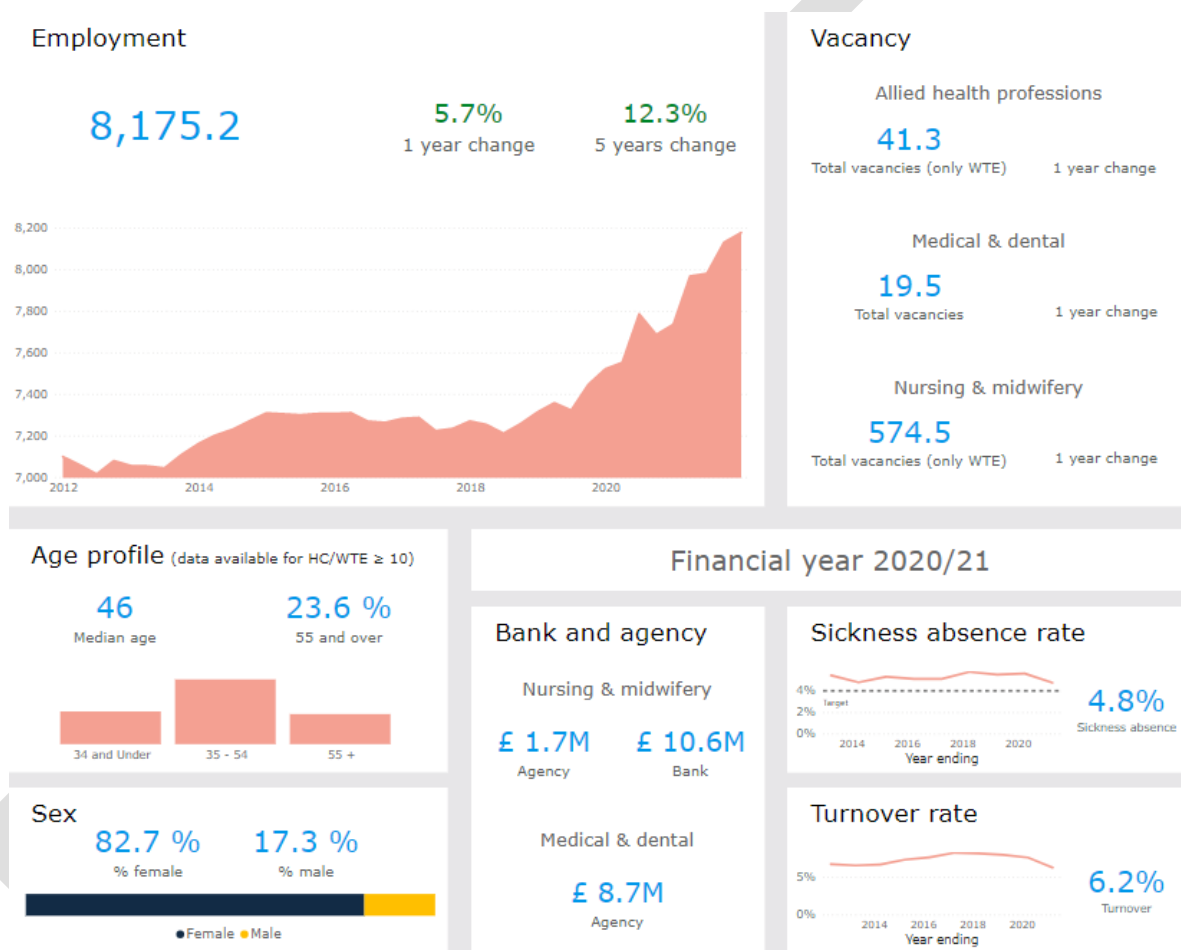 Employment
8,175.2
5.7%
1 year change
12.3%
5 years change
8,200
8,000
7,800
7,600
7,400
7,200
7,000
2012 2014 2016 2018 2020
Vacancy
Allied health professions
41.3
Total vacancies (only WTE) 1 year change
Medical & dental
19.5
Total vacancies 1 year change
Nursing & midwifery
574.5
Total vacancies (only WTE) 1 year change
Age profile (data available for HC/WTE ≥ 10)
46
Median age
23.6 %
55 and over
34 and Under 35 - 54 55 +
Sex
82.7 %
% female
17.3 %
% male
Female Male
Financial year 2020/21
Bank and agency
Nursing & midwifery
£ 1.7M
Agency
£ 10.6M
Bank
Medical & dental
£ 8.7M
Agency
Sickness absence rate
4%
Target
2%
0%
2014 2016 2018 2020
Year ending
4.8%
Sickness absence
Turnover rate
5%
0%
2014 2016 2018 2020
Year ending
6.2%
Turnover